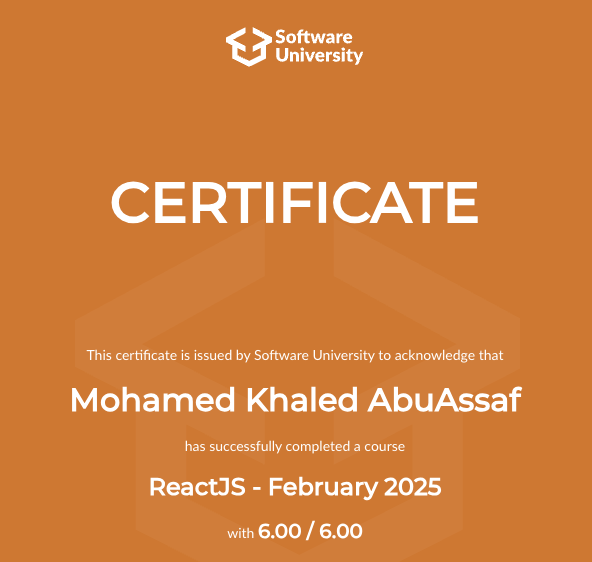 Software
University
CERTIFICATE
This certificate is issued by Software University to acknowledge that
Mohamed Khaled AbuAssaf
has successfully completed a course
ReactJS - February 2025
with 6.00 / 6.00